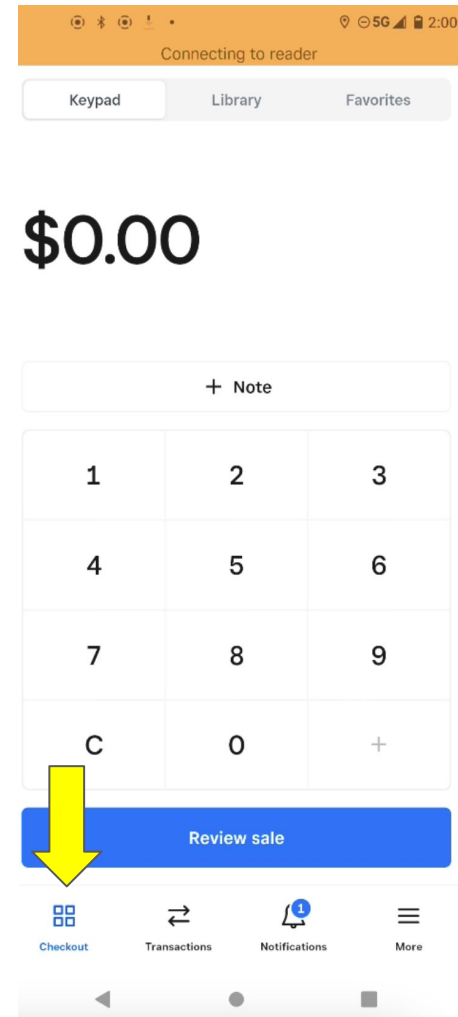 5G 2:00
Connecting to reader
Keypad Library Favorites
$0.00
+ Note
1 2 3
4 5 6
7 8 9
C 0 +
Review sale
1
Checkout Transactions Notifications More